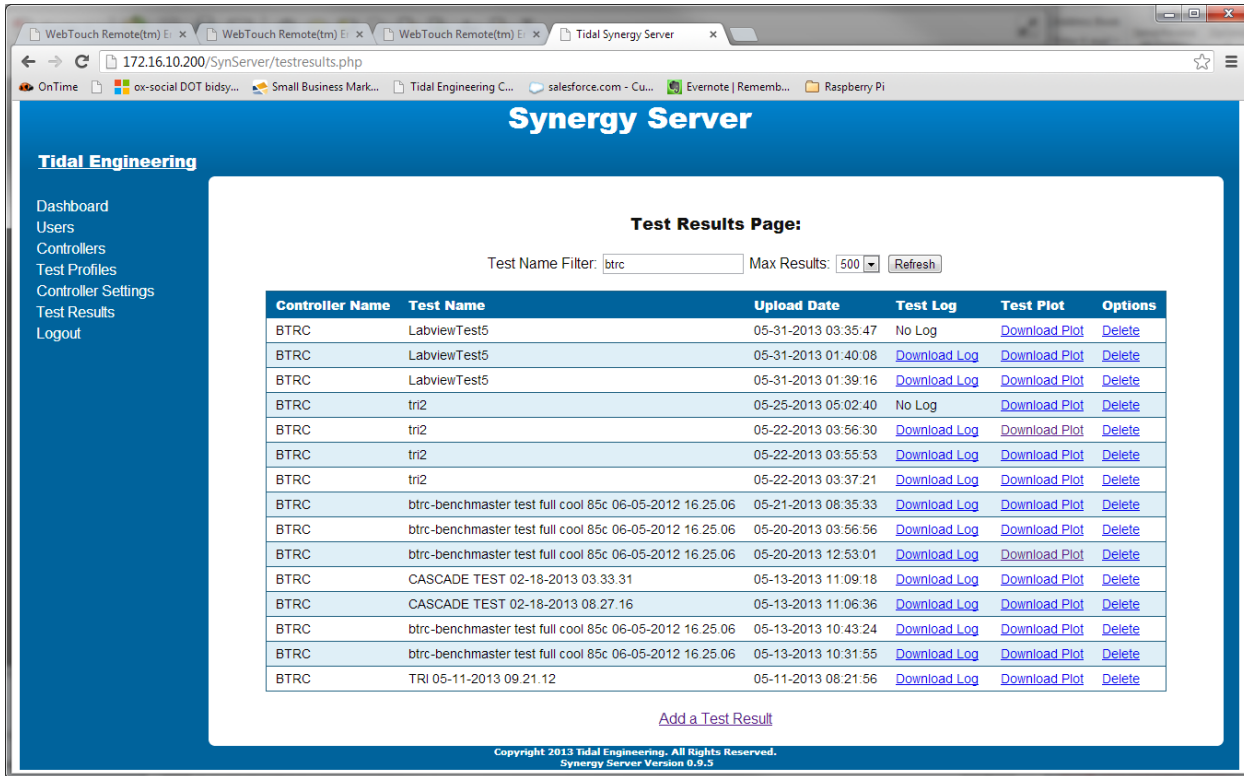 WebTouch Remote(tm) E
WebTouch Remote(tm) E
WebTouch Remote(tm) E
Tidal Synergy Server
172.16.10.200/SynServer/testresults.php
OnTime
ox-social DOT bidsy...
Small Business Mark...
Tidal Engineering C...
salesforce.com - Cu...
Evernote | Rememb...
Raspberry Pi
Synergy Server
Tidal Engineering
Dashboard
Users
Controllers
Test Profiles
Controller Settings
Test Results
Logout
Test Results Page:
Test Name Filter: btrc Max Results: 500 Refresh
Controller Name Test Name Upload Date Test Log Test Plot Options
BTRC LabviewTest5 05-31-2013 03:35:47 No Log Download Plot Delete
BTRC LabviewTest5 05-31-2013 01:40:08 Download Log Download Plot Delete
BTRC LabviewTest5 05-31-2013 01:39:16 Download Log Download Plot Delete
BTRC tri2 05-25-2013 05:02:40 No Log Download Plot Delete
BTRC tri2 05-22-2013 03:56:30 Download Log Download Plot Delete
BTRC tri2 05-22-2013 03:55:53 Download Log Download Plot Delete
BTRC tri2 05-22-2013 03:37:21 Download Log Download Plot Delete
BTRC btrc-benchmaster test full cool 85c 06-05-2012 16.25.06 05-21-2013 08:35:33 Download Log Download Plot Delete
BTRC btrc-benchmaster test full cool 85c 06-05-2012 16.25.06 05-20-2013 03:56:56 Download Log Download Plot Delete
BTRC btrc-benchmaster test full cool 85c 06-05-2012 16.25.06 05-20-2013 12:53:01 Download Log Download Plot Delete
BTRC CASCADE TEST 02-18-2013 03.33.31 05-13-2013 11:09:18 Download Log Download Plot Delete
BTRC CASCADE TEST 02-18-2013 08.27.16 05-13-2013 11:06:36 Download Log Download Plot Delete
BTRC btrc-benchmaster test full cool 85c 06-05-2012 16.25.06 05-13-2013 10:43:24 Download Log Download Plot Delete
BTRC btrc-benchmaster test full cool 85c 06-05-2012 16.25.06 05-13-2013 10:31:55 Download Log Download Plot Delete
BTRC TRI 05-11-2013 09.21.12 05-11-2013 08:21:56 Download Log Download Plot Delete
Add a Test Result
Copyright 2013 Tidal Engineering. All Rights Reserved.
Synergy Server Version 0.9.5